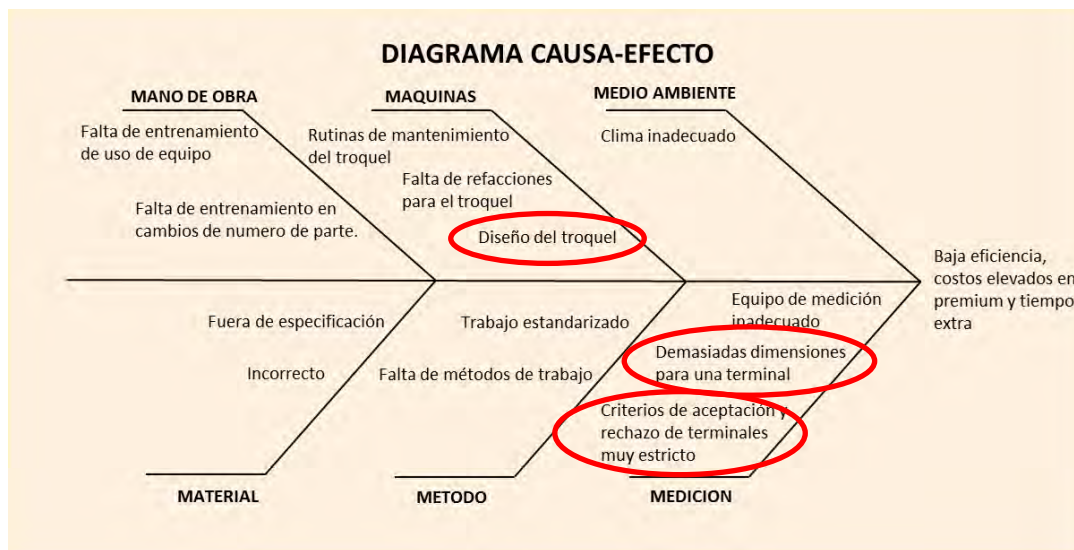 DIAGRAMA CAUSA-EFECTO
MANO DE OBRA
Falta de entrenamiento
de uso de equipo
Falta de entrenamiento en
cambios de numero de parte.
MAQUINAS
Rutinas de mantenimiento
del troquel
Falta de refacciones
para el troquel
Diseño del troquel
MEDIO AMBIENTE
Clima inadecuado
Baja eficiencia,
costos elevados en
premium y tiempo
extra
Fuera de especificación
Incorrecto
MATERIAL
Trabajo estandarizado
Falta de métodos de trabajo
METODO
Equipo de medición
inadecuado
Demasiadas dimensiones
para una terminal
Criterios de aceptación y
rechazo de terminales
muy estricto
MEDICION